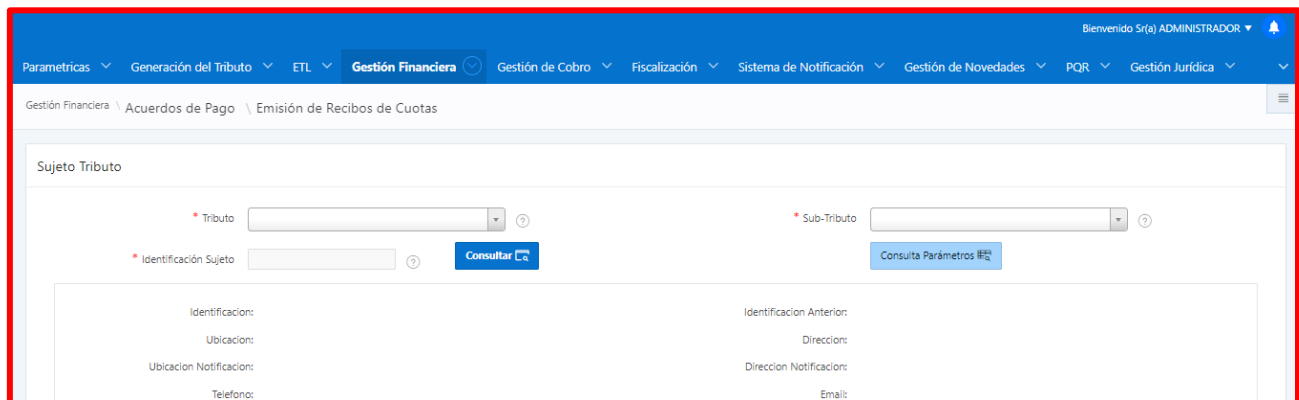 Bienvenido Sr(a) ADMINISTRADOR
Parametricas Generación del Tributo ETL Gestión Financiera Gestión de Cobro Fiscalización Sistema de Notificación Gestión de Novedades PQR Gestión Jurídica
Gestión Financiera \ Acuerdos de Pago \ Emisión de Recibos de Cuotas
Sujeto Tributo
* Tributo ? * Sub-Tributo ?
* Identificación Sujeto ? Consultar Consulta Parámetros
Identificacion: Identificacion Anterior:
Ubicacion: Direccion:
Ubicacion Notificacion: Direccion Notificacion:
Telefono: Email: